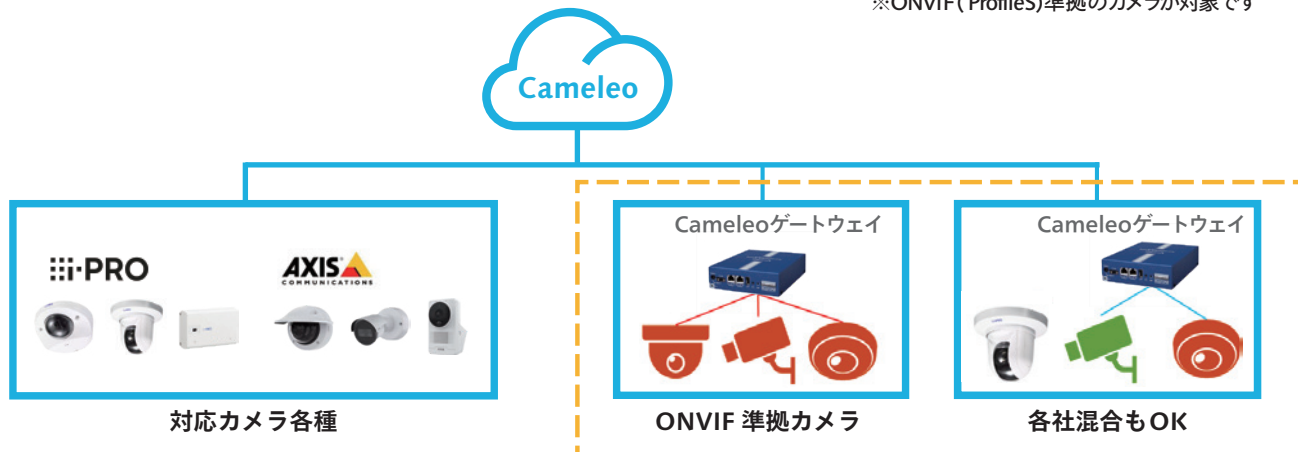 ※ONVIF(ProfileS)準拠のカメラが対象です
Cameleo
Cameleoゲートウェイ
Cameleoゲートウェイ
i-PRO
AXIS
COMMUNICATIONS
対応カメラ各種
ONVIF 準拠カメラ
各社混合もOK